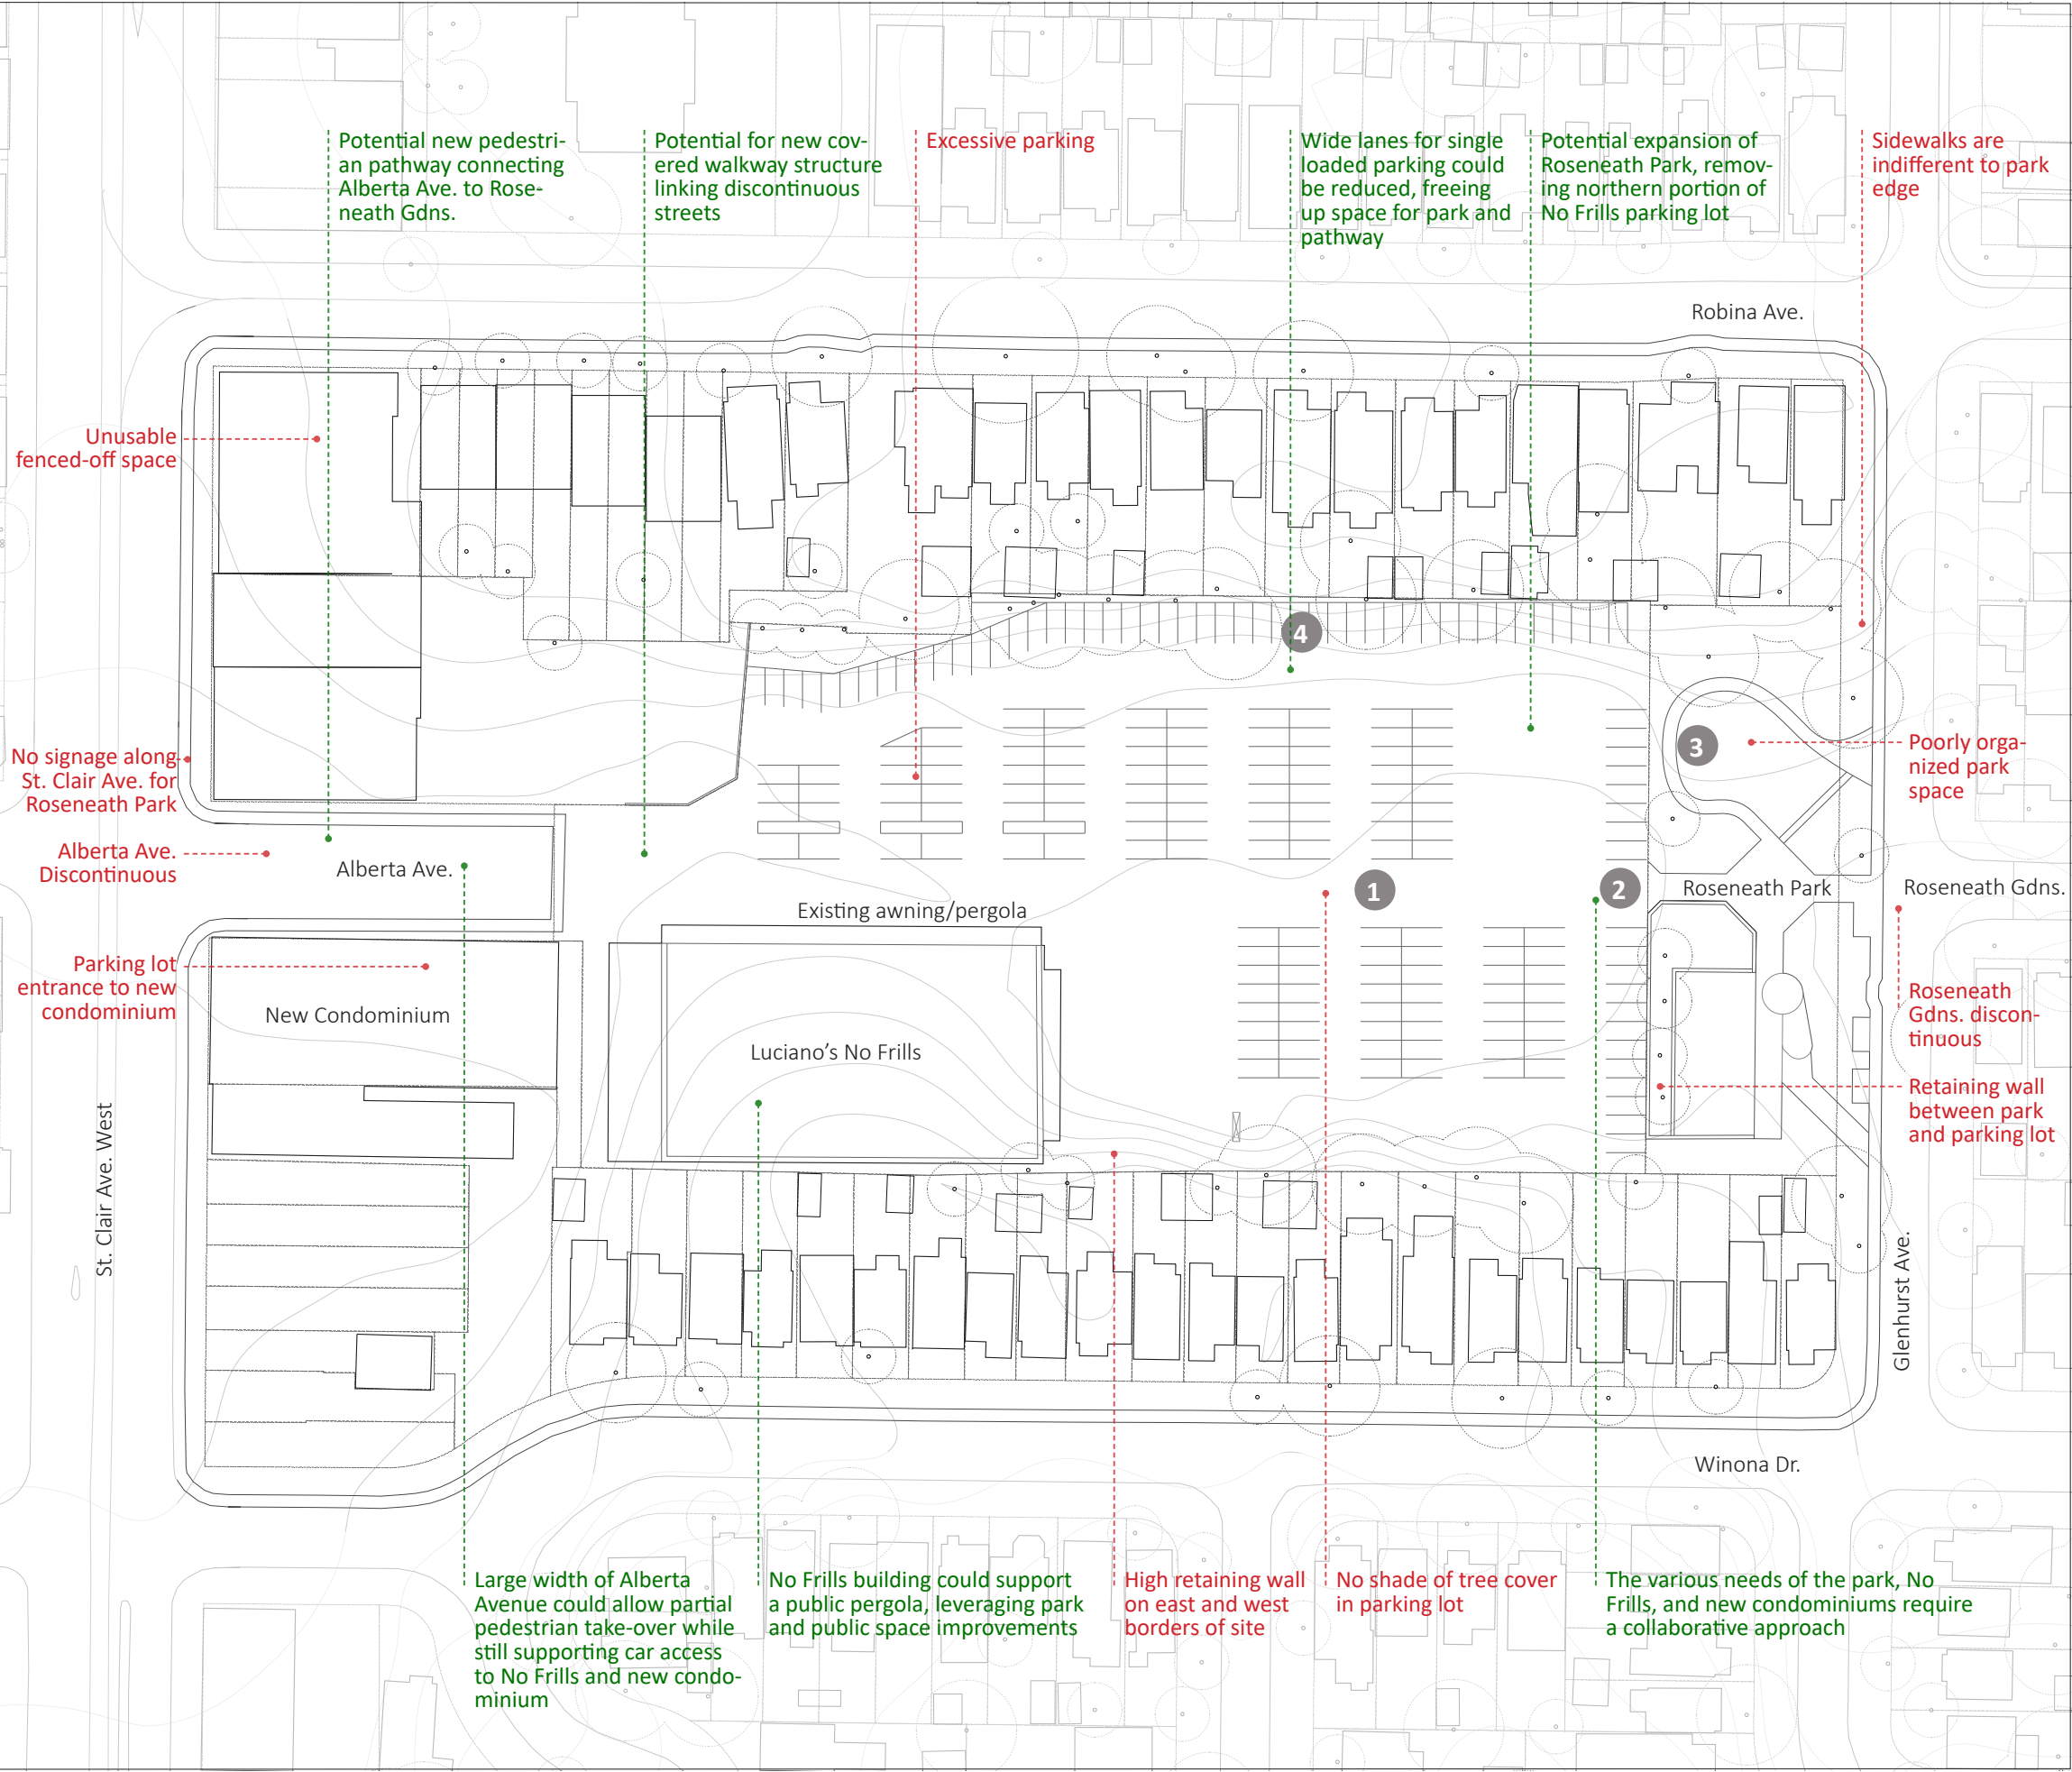 Potential new pedestri-
an pathway connecting
Alberta Ave. to Rose-
neath Gdns.
Potential for new cov-
ered walkway structure
linking discontinuous
streets
Excessive parking
Wide lanes for single
loaded parking could
be reduced, freeing
up space for park and
pathway
Potential expansion of
Roseneath Park, remov-
ing northern portion of
No Frills parking lot
Sidewalks are
indifferent to park
edge
Robina Ave.
Unusable
fenced-off space
4
No signage along
St. Clair Ave. for
Roseneath Park
3
Poorly orga-
nized park
space
Alberta Ave.
Discontinuous
Alberta Ave.
1
2
Roseneath Park
Roseneath Gdns.
Existing awning/pergola
Parking lot
entrance to new
condominium
New Condominium
Luciano's No Frills
Roseneath
Gdns. discon-
tinuous
Retaining wall
between park
and parking lot
St. Clair Ave. West
Glenhurst Ave.
Winona Dr.
Large width of Alberta
Avenue could allow partial
pedestrian take-over while
still supporting car access
to No Frills and new condo-
minium
No Frills building could support
a public pergola, leveraging park
and public space improvements
High retaining wall
on east and west
borders of site
No shade of tree cover
in parking lot
The various needs of the park, No
Frills, and new condominiums require
a collaborative approach